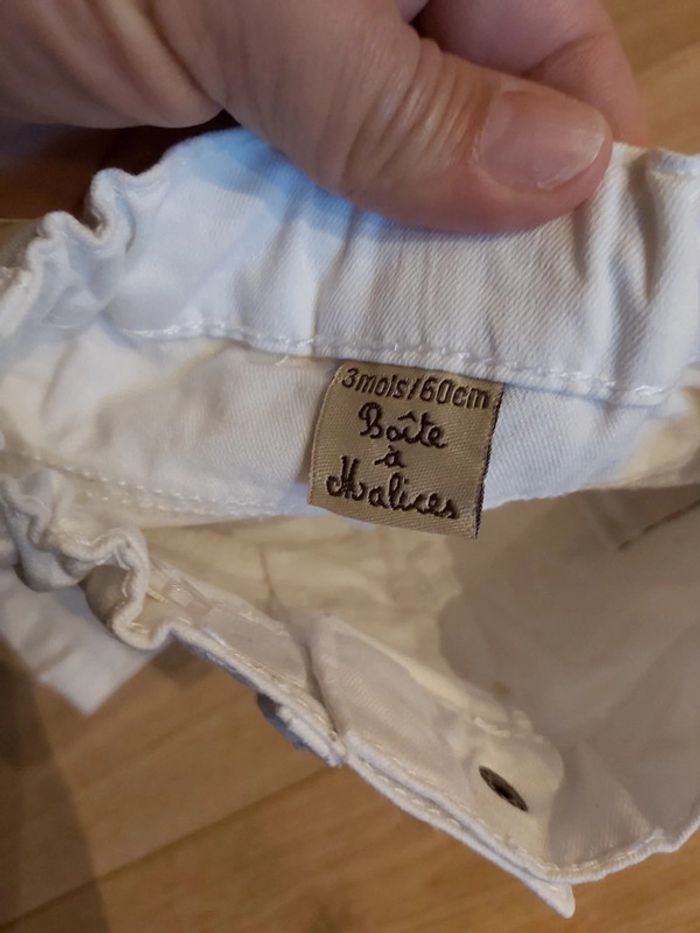 3mois/60cm
Boîte
à
Malices